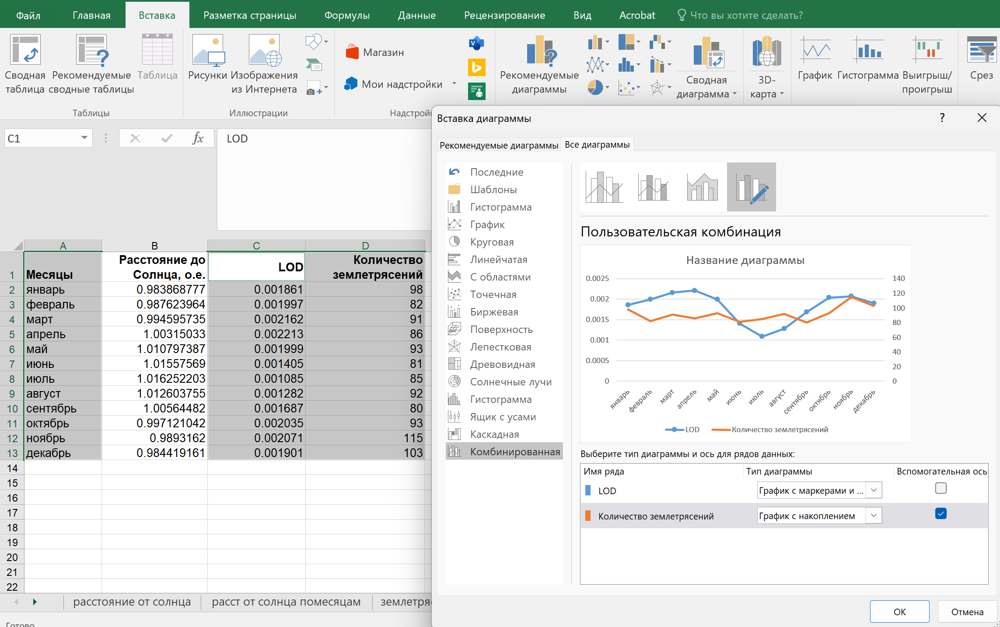 Файл Главная Вставка Разметка страницы Формулы Данные Рецензирование Вид Acrobat Что вы хотите сделать?
Сводная таблица
Рекомендуемые сводные таблицы
Таблица
Таблицы
Рисунки
Изображения из Интернета
Иллюстрации
Магазин
Мои надстройки
Надстрой
Рекомендуемые диаграммы
Сводная диаграмма
3D-карта
График
Гистограмма
Выигрыш/проигрыш
Срез
C1
fx
LOD
A B C D
1 Месяцы Расстояние до Солнца, о.е. LOD Количество землетрясений
2 январь 0.983868777 0.001861 98
3 февраль 0.987623964 0.001997 82
4 март 0.994595735 0.002162 91
5 апрель 1.00315033 0.002213 86
6 май 1.010797387 0.001999 93
7 июнь 1.01557569 0.001405 81
8 июль 1.016252203 0.001085 85
9 август 1.012603755 0.001282 92
10 сентябрь 1.00564482 0.001687 80
11 октябрь 0.997121042 0.002035 93
12 ноябрь 0.9893162 0.002071 115
13 декабрь 0.984419161 0.001901 103
14
15
16
17
18
19
20
21
22
расстояние от солнца
расст от солнца помесяцам
землетряс
Готово
Вставка диаграммы
?
Рекомендуемые диаграммы
Все диаграммы
Последние
Шаблоны
Гистограмма
График
Круговая
Линейчатая
С областями
Точечная
Биржевая
Поверхность
Лепестковая
Древовидная
Солнечные лучи
Гистограмма
Ящик с усами
Каскадная
Комбинированная
Пользовательская комбинация
Название диаграммы
0.0025
0.002
0.0015
0.001
0.0005
0
140
120
100
80
60
40
20
0
январь февраль март апрель май июнь июль август сентябрь октябрь ноябрь декабрь
LOD Количество землетрясений
Выберите тип диаграммы и ось для рядов данных:
Имя ряда Тип диаграммы Вспомогательная ось
LOD График с маркерами и ...
Количество землетрясений График с накоплением
ОК
Отмена